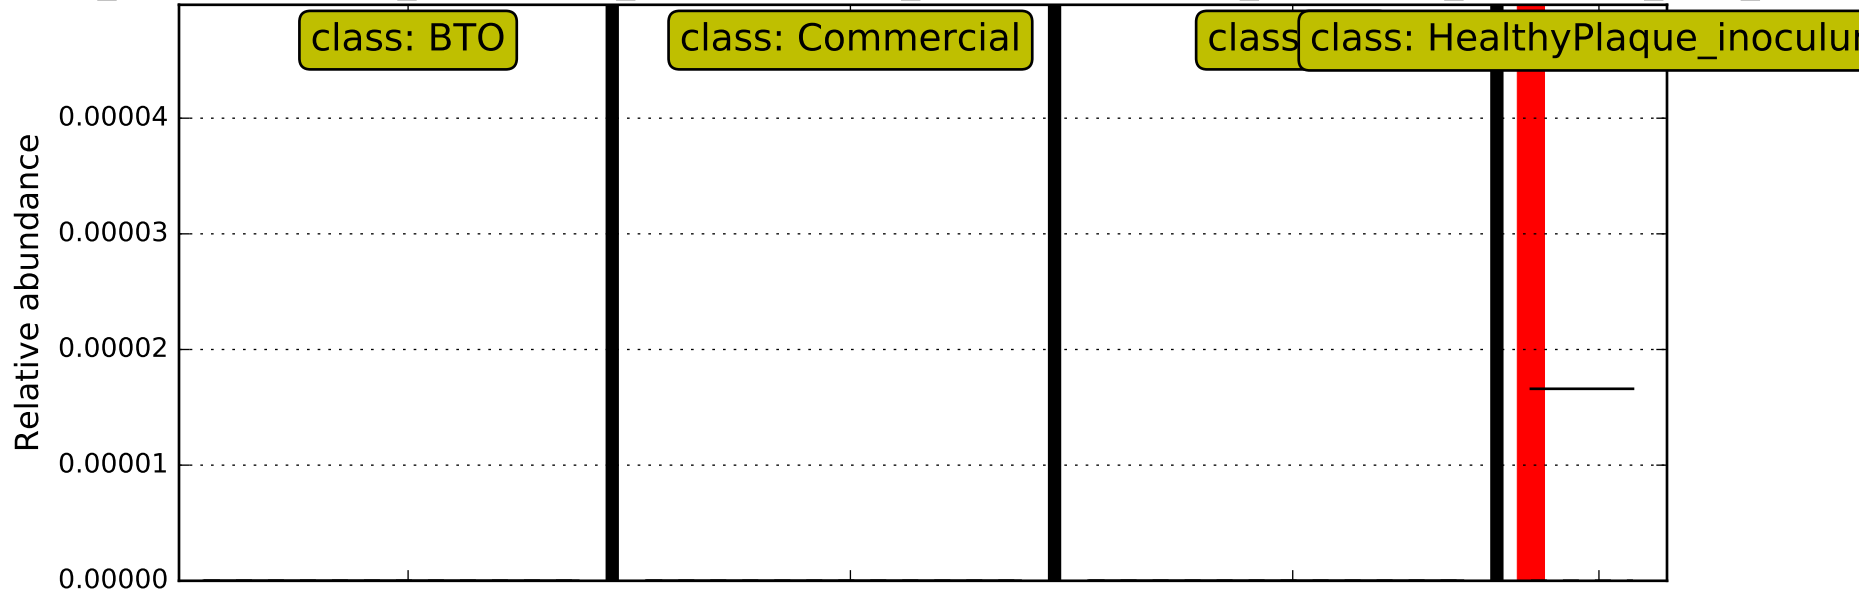 class: BTO
class: Commercial
class
class: HealthyPlaque_inoculu
Relative abundance
0.00004
0.00003
0.00002
0.00001
0.00000